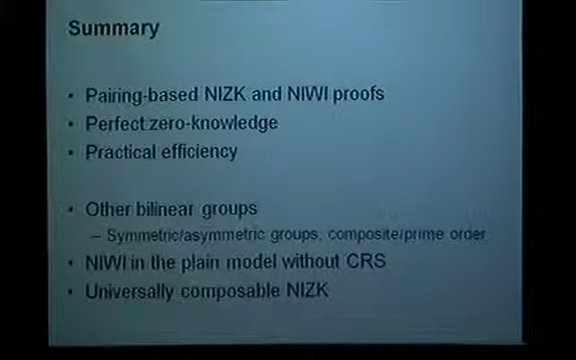 Summary
• Pairing-based NIZK and NIWI proofs
• Perfect zero-knowledge
• Practical efficiency
• Other bilinear groups
– Symmetric/asymmetric groups, composite/prime order
• NIWI in the plain model without CRS
• Universally composable NIZK